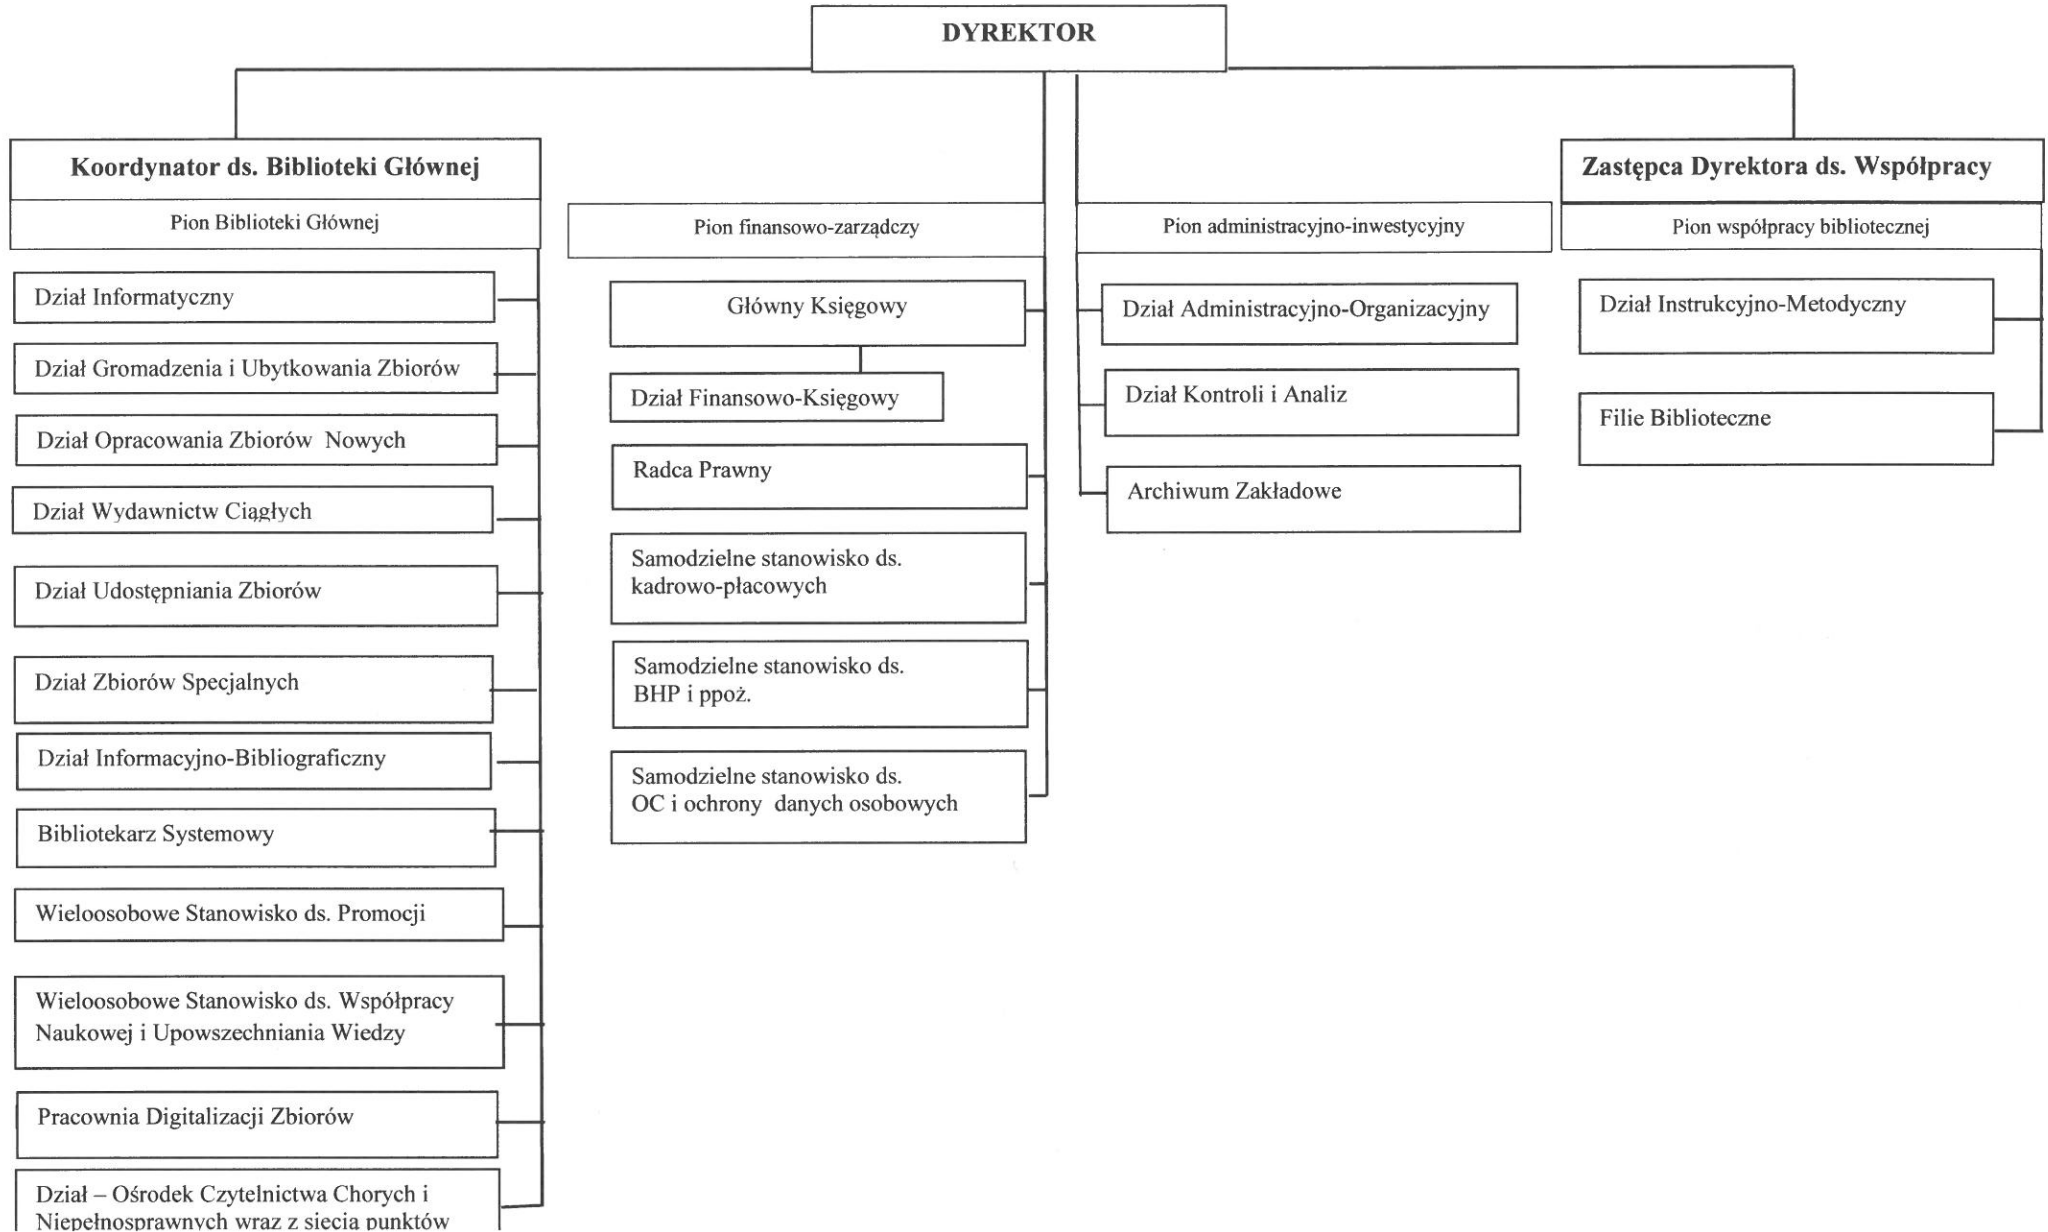 DYREKTOR
Koordynator ds. Biblioteki Głównej
Pion Biblioteki Głównej
Dział Informatyczny
Dział Gromadzenia i Ubytkowania Zbiorów
Dział Opracowania Zbiorów Nowych
Dział Wydawnictw Ciągłych
Dział Udostępniania Zbiorów
Dział Zbiorów Specjalnych
Dział Informacyjno-Bibliograficzny
Bibliotekarz Systemowy
Wieloosobowe Stanowisko ds. Promocji
Wieloosobowe Stanowisko ds. Współpracy
Naukowej i Upowszechniania Wiedzy
Pracownia Digitalizacji Zbiorów
Dział – Ośrodek Czytelnictwa Chorych i
Niepełnosprawnych wraz z siecią punktów
Pion finansowo-zarządczy
Główny Księgowy
Dział Finansowo-Księgowy
Radca Prawny
Samodzielne stanowisko ds.
kadrowo-płacowych
Samodzielne stanowisko ds.
BHP i ppoż.
Samodzielne stanowisko ds.
OC i ochrony danych osobowych
Pion administracyjno-inwestycyjny
Dział Administracyjno-Organizacyjny
Dział Kontroli i Analiz
Archiwum Zakładowe
Zastępca Dyrektora ds. Współpracy
Pion współpracy bibliotecznej
Dział Instrukcyjno-Metodyczny
Filie Biblioteczne